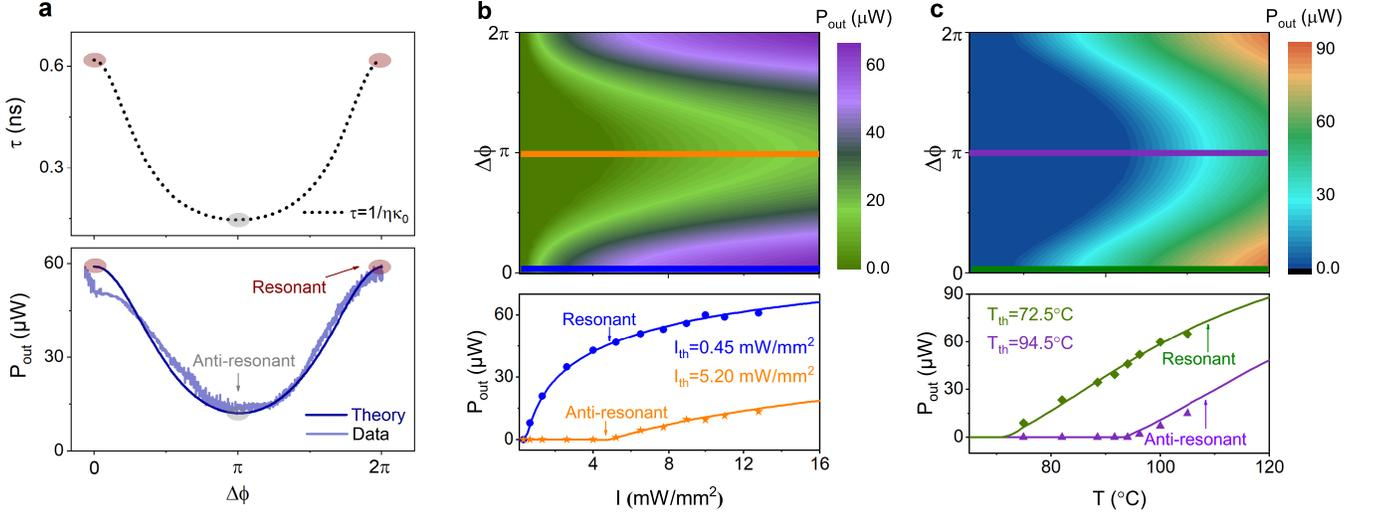 a
τ (ns)
0.6
0.3
τ=1/ηκ₀
P_out (μW)
60
30
0
Resonant
Anti-resonant
Theory
Data
0
π
2π
Δϕ
b
P_out (μW)
2π
π
0
Δϕ
60
40
20
0.0
P_out (μW)
60
30
0
Resonant
I_th=0.45 mW/mm²
I_th=5.20 mW/mm²
Anti-resonant
4
8
12
16
I (mW/mm²)
c
P_out (μW)
2π
π
0
Δϕ
90
60
30
0.0
P_out (μW)
90
60
30
0
T_th=72.5°C
T_th=94.5°C
Resonant
Anti-resonant
80
100
120
T (°C)